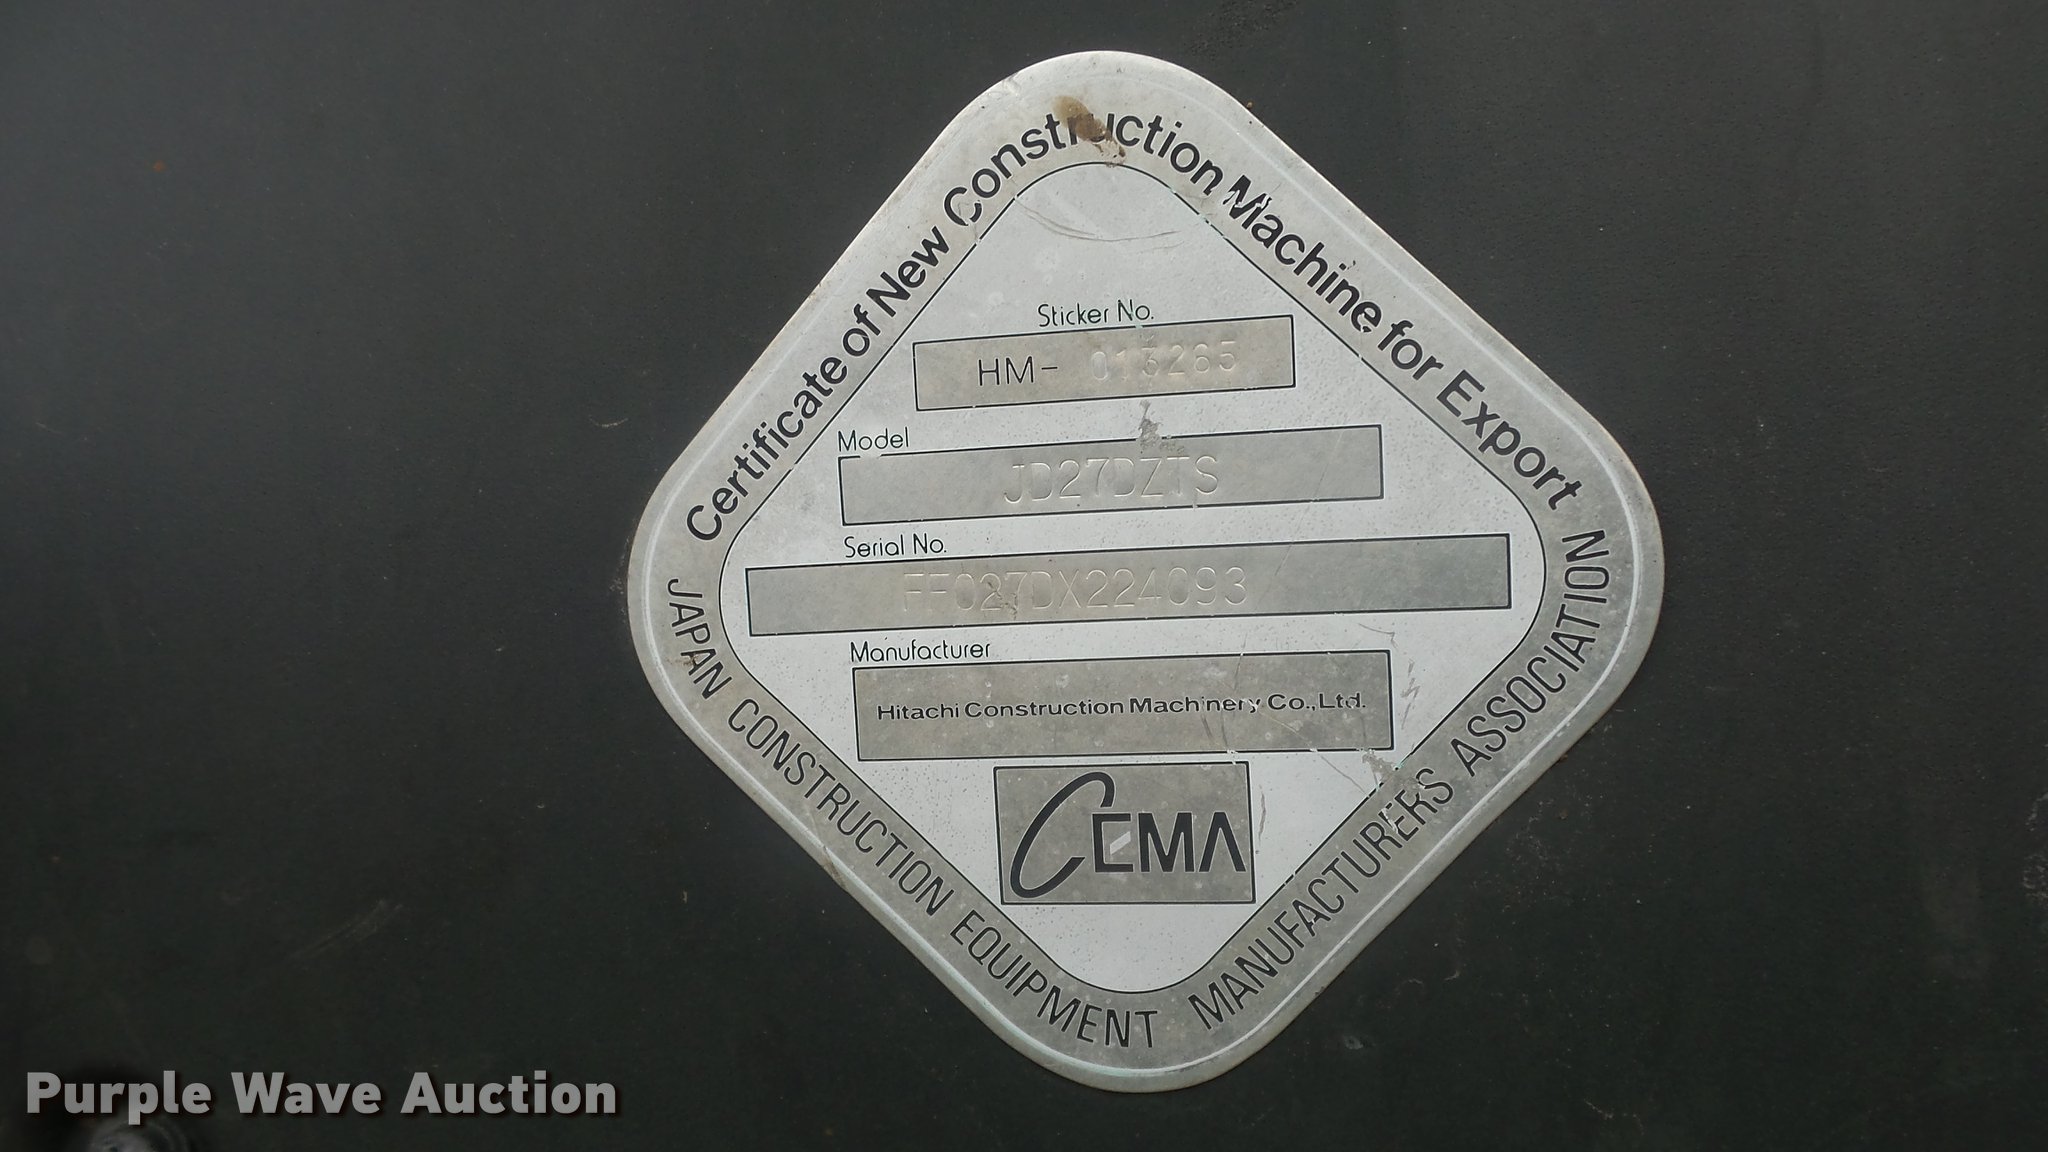 Certificate of New Construction Machine for Export
Sticker No.
HM- 013265
Model
JD27DZTS
Serial No.
FF027DX224093
Manufacturer
Hitachi Construction Machinery Co.,Ltd.
CEMA
JAPAN CONSTRUCTION EQUIPMENT MANUFACTURERS ASSOCIATION
Purple Wave Auction